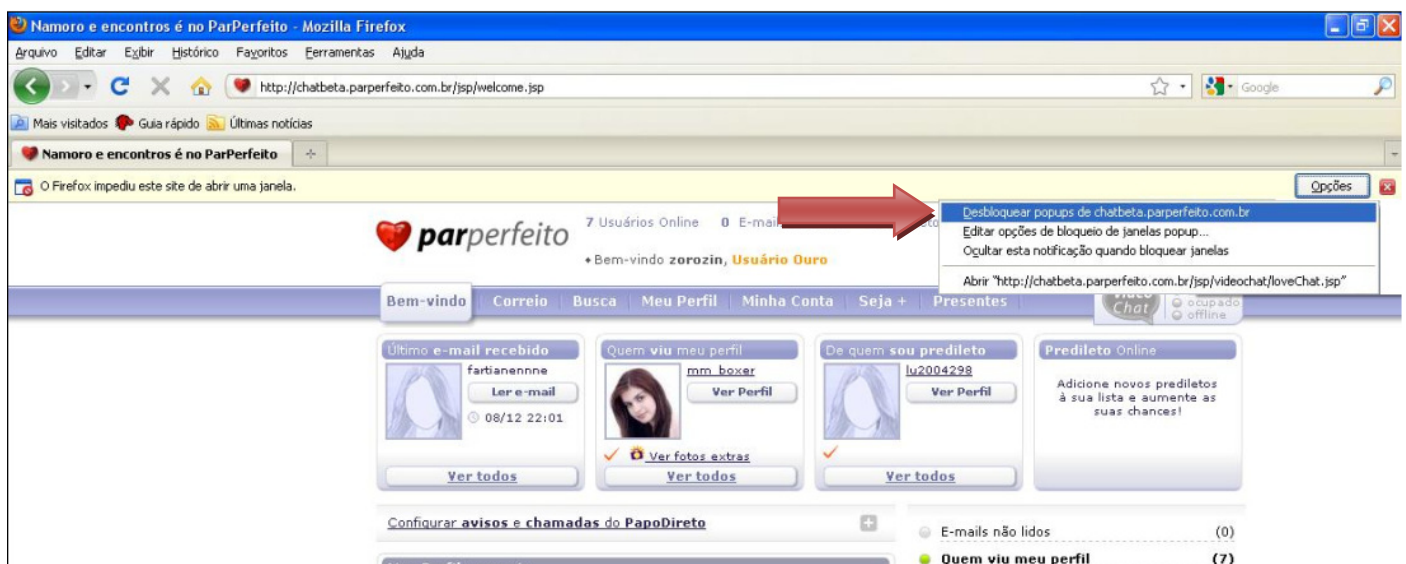 Namoro e encontros é no ParPerfeito - Mozilla Firefox
Arquivo Editar Exibir Histórico Favoritos Ferramentas Ajuda
http://chatbeta.parperfeito.com.br/jsp/welcome.jsp
Google
Mais visitados Guia rápido Últimas notícias
Namoro e encontros é no ParPerfeito
O Firefox impediu este site de abrir uma janela.
Opções
Desbloquear popups de chatbeta.parperfeito.com.br
Editar opções de bloqueio de janelas popup...
Ocultar esta notificação quando bloquear janelas
Abrir "http://chatbeta.parperfeito.com.br/jsp/videochat/loveChat.jsp"
parperfeito
7 Usuários Online 0 E-mail
Bem-vindo zorozin, Usuário Ouro
Bem-vindo Correio Busca Meu Perfil Minha Conta Seja + Presentes
Chat
ocupado
offline
Último e-mail recebido
fartianennne
Ler e-mail
08/12 22:01
Ver todos
Quem viu meu perfil
mm_boxer
Ver Perfil
Ver fotos extras
Ver todos
De quem sou predileto
lu2004298
Ver Perfil
Ver todos
Predileto Online
Adicione novos prediletos
à sua lista e aumente as
suas chances!
Configurar avisos e chamadas do PapoDireto
E-mails não lidos (0)
Quem viu meu perfil (7)